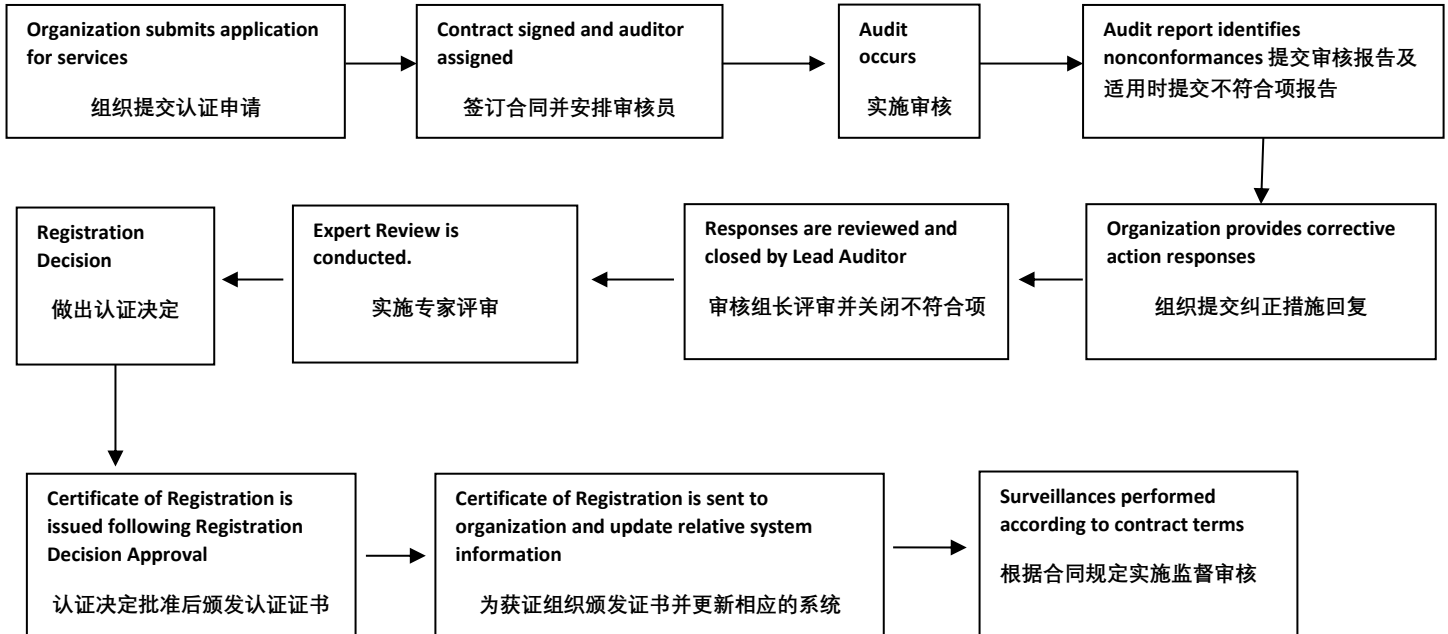 Organization submits application
for services
组织提交认证申请
Contract signed and auditor
assigned
签订合同并安排审核员
Audit
occurs
实施审核
Audit report identifies
nonconformances 提交审核报告及
适用时提交不符合项报告
Organization provides corrective
action responses
组织提交纠正措施回复
Responses are reviewed and
closed by Lead Auditor
审核组长评审并关闭不符合项
Expert Review is
conducted.
实施专家评审
Registration
Decision
做出认证决定
Certificate of Registration is
issued following Registration
Decision Approval
认证决定批准后颁发认证证书
Certificate of Registration is sent to
organization and update relative system
information
为获证组织颁发证书并更新相应的系统
Surveillances performed
according to contract terms
根据合同规定实施监督审核